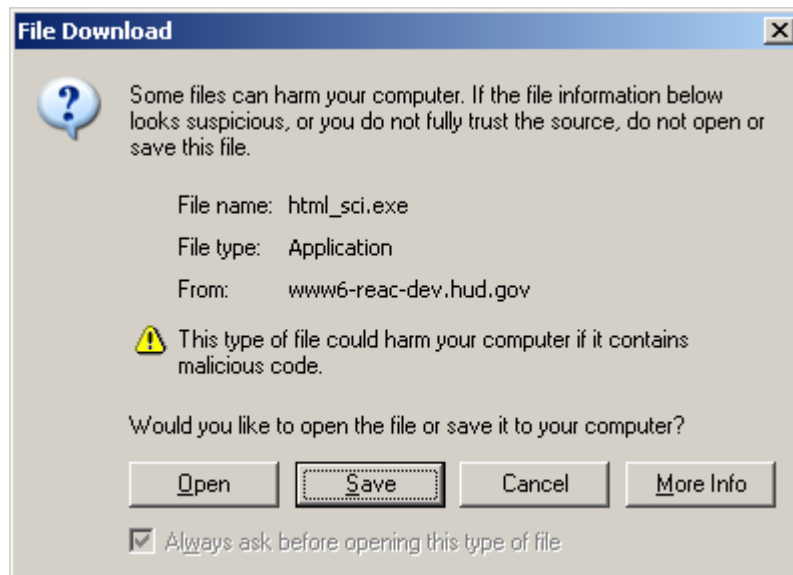 File Download
Some files can harm your computer. If the file information below
looks suspicious, or you do not fully trust the source, do not open or
save this file.
File name: html_sci.exe
File type: Application
From: www6-reac-dev.hud.gov
This type of file could harm your computer if it contains
malicious code.
Would you like to open the file or save it to your computer?
Open Save Cancel More Info
Always ask before opening this type of file